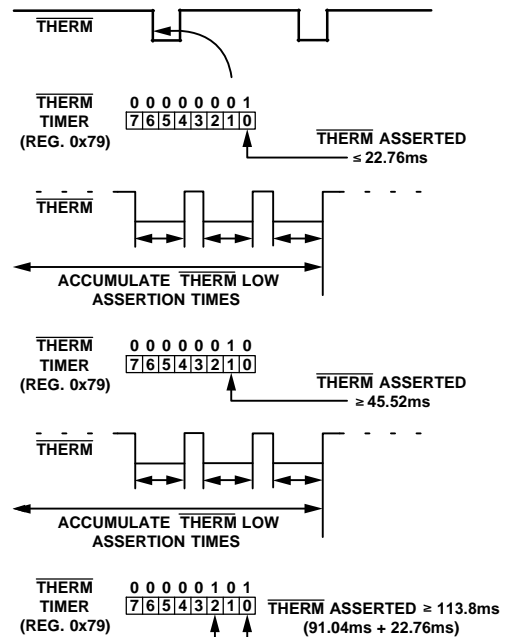 THERM
THERM
TIMER
(REG. 0x79)
0 0 0 0 0 0 0 1
7 6 5 4 3 2 1 0
THERM ASSERTED
≤ 22.76ms
THERM
ACCUMULATE THERM LOW
ASSERTION TIMES
THERM
TIMER
(REG. 0x79)
0 0 0 0 0 0 1 0
7 6 5 4 3 2 1 0
THERM ASSERTED
≥ 45.52ms
THERM
ACCUMULATE THERM LOW
ASSERTION TIMES
THERM
TIMER
(REG. 0x79)
0 0 0 0 0 1 0 1
7 6 5 4 3 2 1 0
THERM ASSERTED ≥ 113.8ms
(91.04ms + 22.76ms)